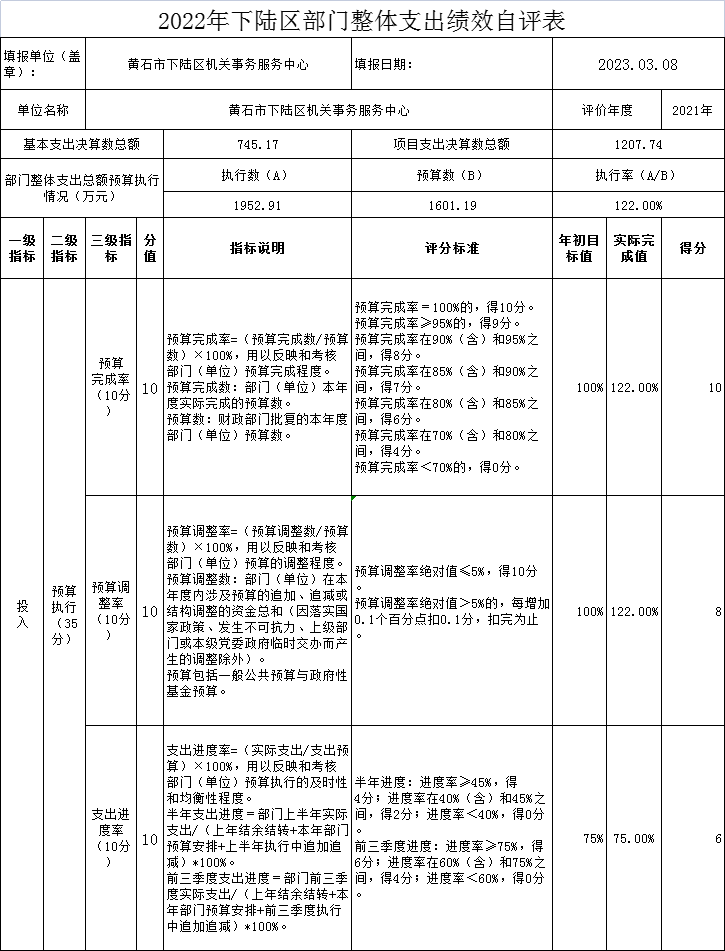 2022年下陆区部门整体支出绩效自评表
填报单位（盖
章）：
黄石市下陆区机关事务服务中心
填报日期：
2023.03.08
单位名称
黄石市下陆区机关事务服务中心
评价年度
2021年
基本支出决算数总额
745.17
项目支出决算数总额
1207.74
部门整体支出总额预算执行
情况（万元）
执行数（A）
预算数（B）
执行率（A/B）
1952.91
1601.19
122.00%
一级
指标
二级
指标
三级指
标
分
值
指标说明
评分标准
年初目
标值
实际完
成值
得分
投
入
预算
执行
（35
分）
预算
完成率
（10分
）
10
预算完成率=（预算完成数/预算
数）×100%，用以反映和考核
部门（单位）预算完成程度。
预算完成数：部门（单位）本年
度实际完成的预算数。
预算数：财政部门批复的本年度
部门（单位）预算数。
预算完成率＝100%的，得10分。
预算完成率≥95%的，得9分。
预算完成率在90%（含）和95%之
间，得8分。
预算完成率在85%（含）和90%之
间，得7分。
预算完成率在80%（含）和85%之
间，得6分。
预算完成率在70%（含）和80%之
间，得4分。
预算完成率＜70%的，得0分。
100%
122.00%
10
预算调
整率
（10分）
10
预算调整率=（预算调整数/预算
数）×100%，用以反映和考核
部门（单位）预算的调整程度。
预算调整数：部门（单位）在本
年度内涉及预算的追加、追减或
结构调整的资金总和（因落实国
家政策、发生不可抗力、上级部
门或本级党委政府临时交办而产
生的调整除外）。
预算包括一般公共预算与政府性
基金预算。
预算调整率绝对值≤5%，得10分
。
预算调整率绝对值＞5%的，每增加
0.1个百分点扣0.1分，扣完为止
。
100%
122.00%
8
支出进
度率
（10分）
10
支出进度率=（实际支出/支出预
算）×100%，用以反映和考核
部门（单位）预算执行的及时性
和均衡性程度。
半年支出进度＝部门上半年实际
支出/（上年结余结转+本年部门
预算安排+上半年执行中追加追
减）*100%。
前三季度支出进度＝部门前三季
度实际支出/（上年结余结转+本
年部门预算安排+前三季度执行
中追加追减）*100%。
半年进度：进度率≥45%，得
4分；进度率在40%（含）和45%之
间，得2分；进度率＜40%，得0分
。
前三季度进度：进度率≥75%，得
6分；进度率在60%（含）和75%之
间，得4分；进度率＜60%，得0分
。
75%
75.00%
6